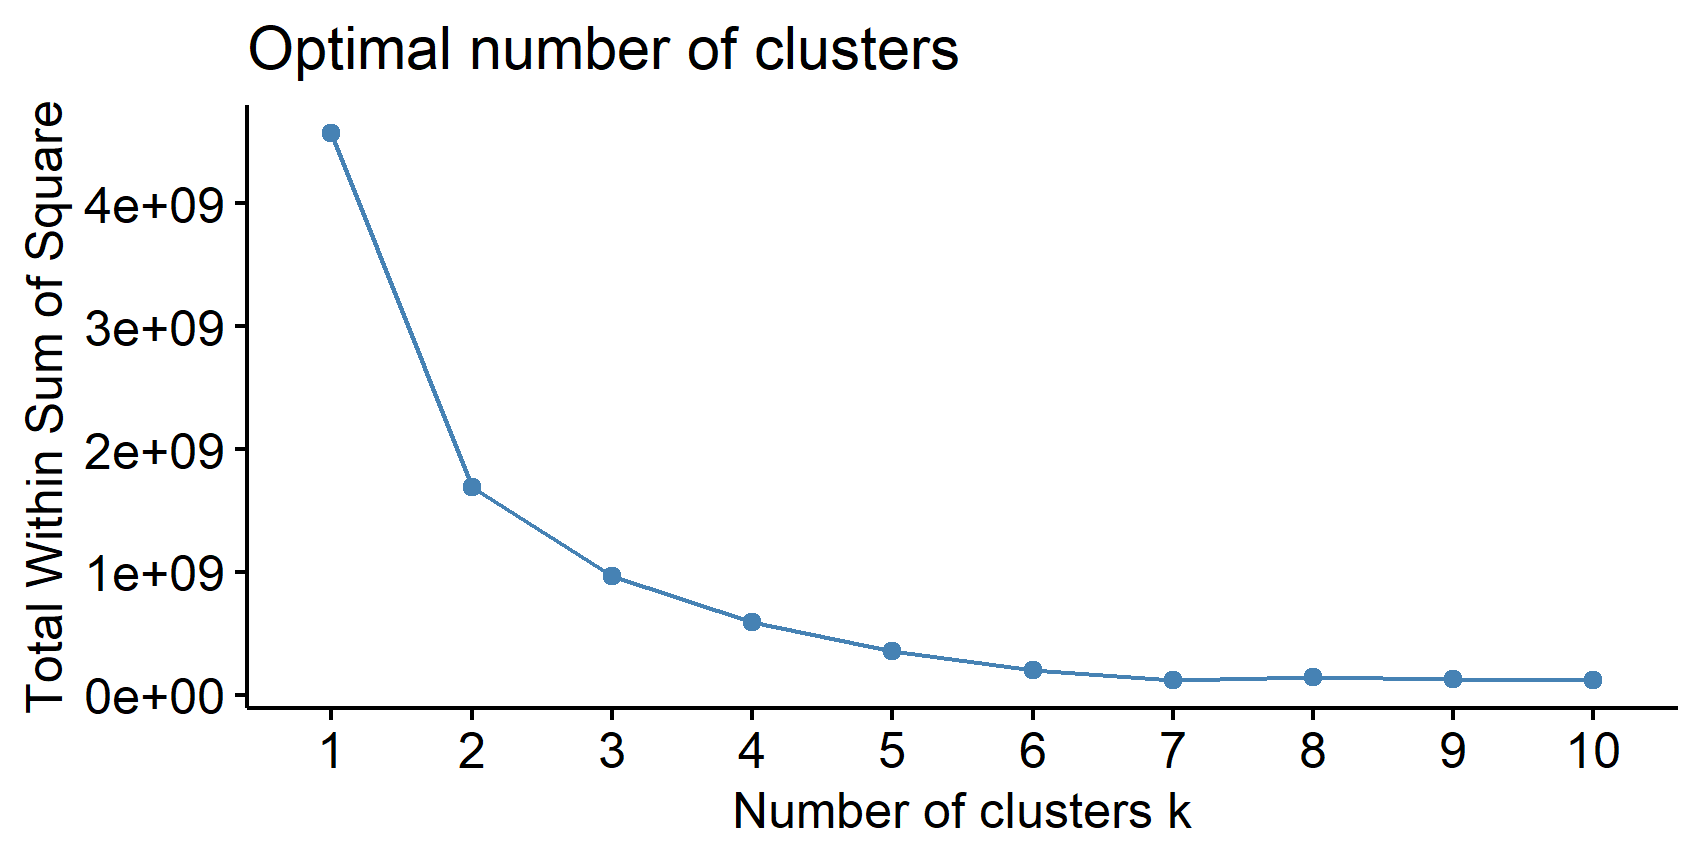 Optimal number of clusters
Total Within Sum of Square
4e+09
3e+09
2e+09
1e+09
0e+00
1 2 3 4 5 6 7 8 9 10
Number of clusters k